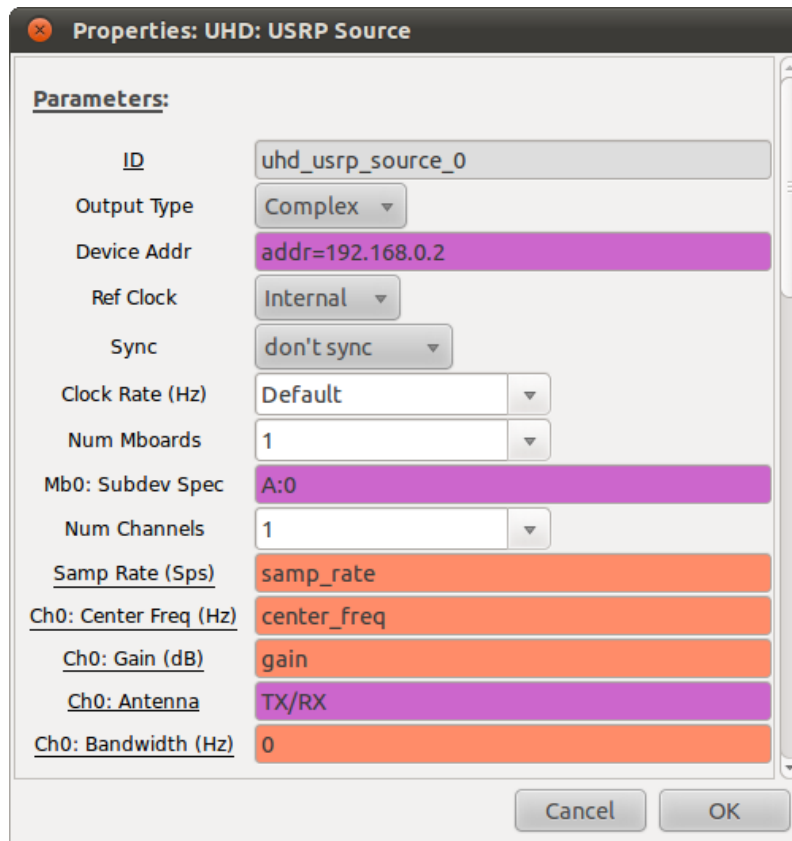 Properties: UHD: USRP Source
Parameters:
ID uhd_usrp_source_0
Output Type Complex
Device Addr addr=192.168.0.2
Ref Clock Internal
Sync don't sync
Clock Rate (Hz) Default
Num Mboards 1
Mb0: Subdev Spec A:0
Num Channels 1
Samp Rate (Sps) samp_rate
Ch0: Center Freq (Hz) center_freq
Ch0: Gain (dB) gain
Ch0: Antenna TX/RX
Ch0: Bandwidth (Hz) 0
Cancel OK